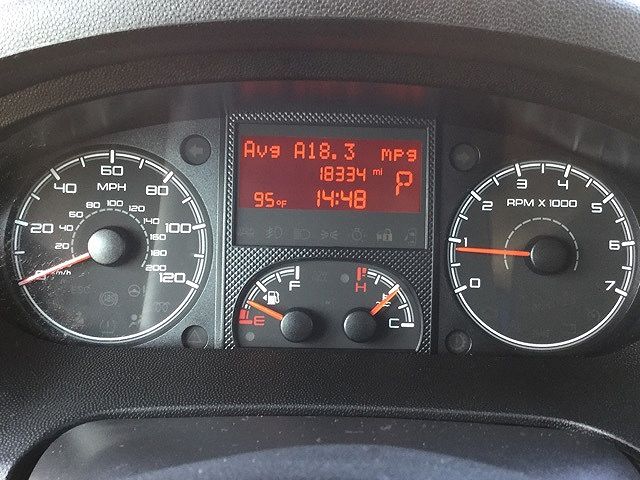 Avg A18.3 mpg
18334 mi
P
95°F 14:48
0 20 40 60 80 100 120
MPH
20 40 60 80 100 120 140 160 180 200
km/h
E F
H C
0 1 2 3 4 5 6 7
RPM X 1000